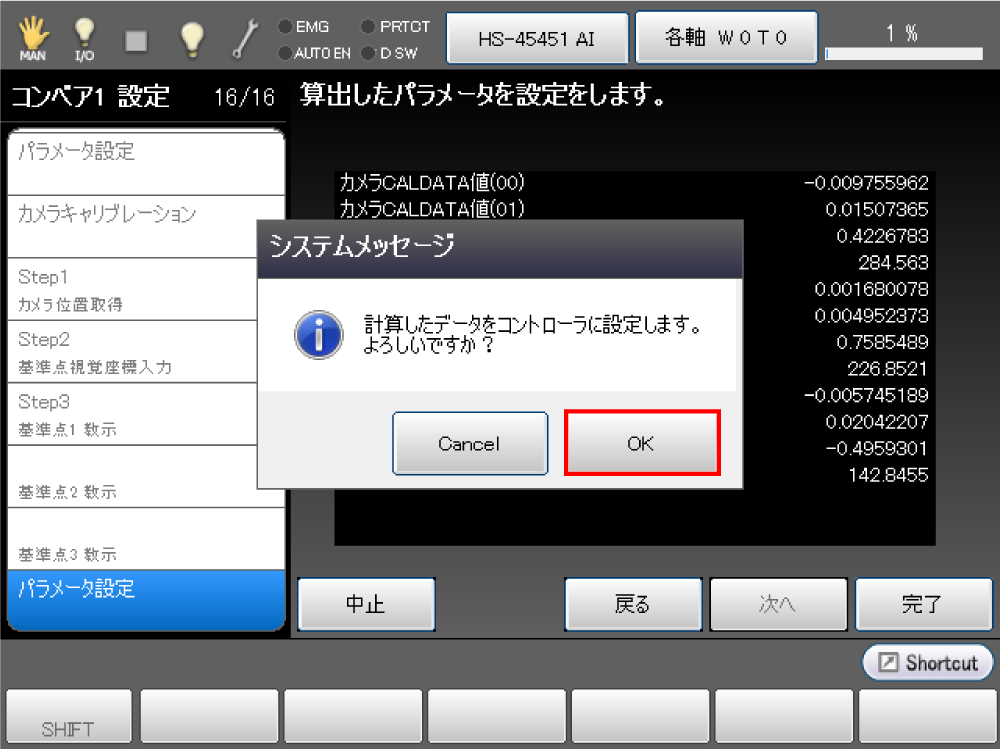 MAN
I/O
EMG
PRTCT
AUTO EN
D SW
HS-45451 AI
各軸 W0T0
1 %
コンベア1 設定 16/16
算出したパラメータを設定をします。
パラメータ設定
カメラキャリブレーション
Step1
カメラ位置取得
Step2
基準点視覚座標入力
Step3
基準点1 教示
基準点2 教示
基準点3 教示
パラメータ設定
カメラCALDATA値(00) -0.009755962
カメラCALDATA値(01) 0.01507365
0.4226783
284.563
0.001680078
0.004952373
0.7585489
226.8521
-0.005745189
0.02042207
-0.4959301
142.8455
システムメッセージ
計算したデータをコントローラに設定します。
よろしいですか？
Cancel
OK
中止
戻る
次へ
完了
Shortcut
SHIFT